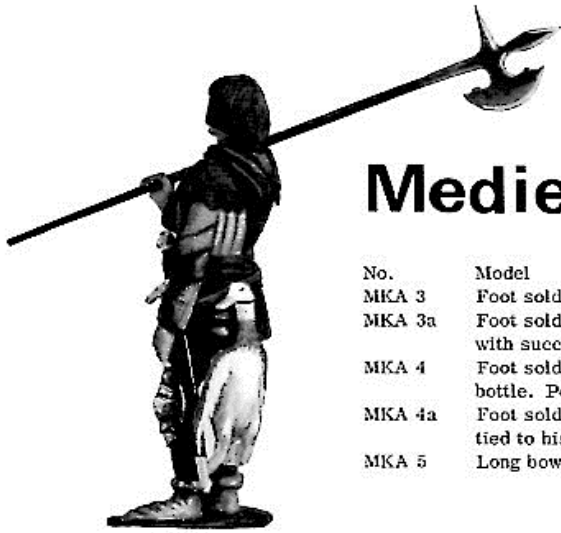 Medie
No. Model
MKA 3 Foot sold
MKA 3a Foot sold
with succ
MKA 4 Foot sold
bottle. P
MKA 4a Foot sold
tied to his
MKA 5 Long bow